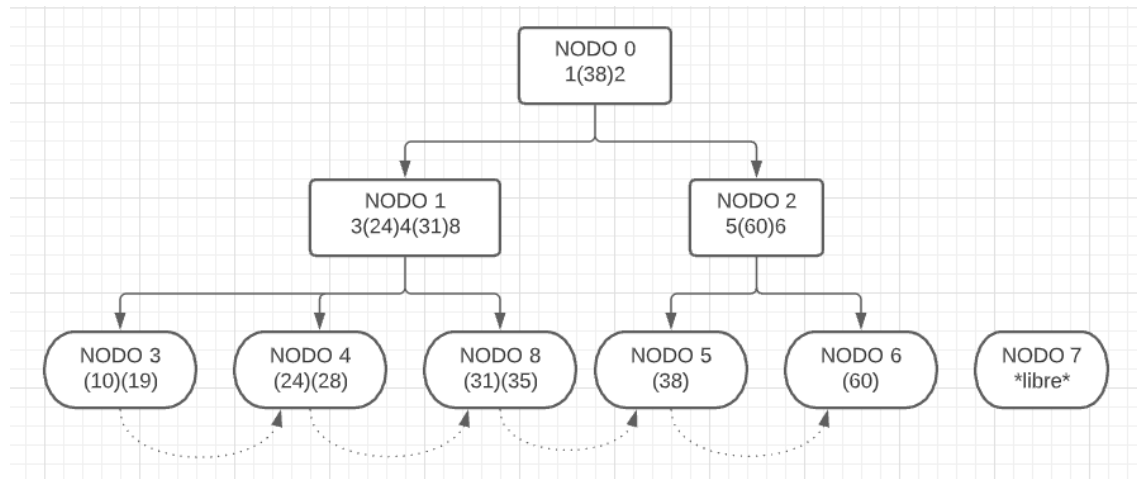 NODO 0
1(38)2
NODO 1
3(24)4(31)8
NODO 2
5(60)6
NODO 3
(10)(19)
NODO 4
(24)(28)
NODO 8
(31)(35)
NODO 5
(38)
NODO 6
(60)
NODO 7
*libre*